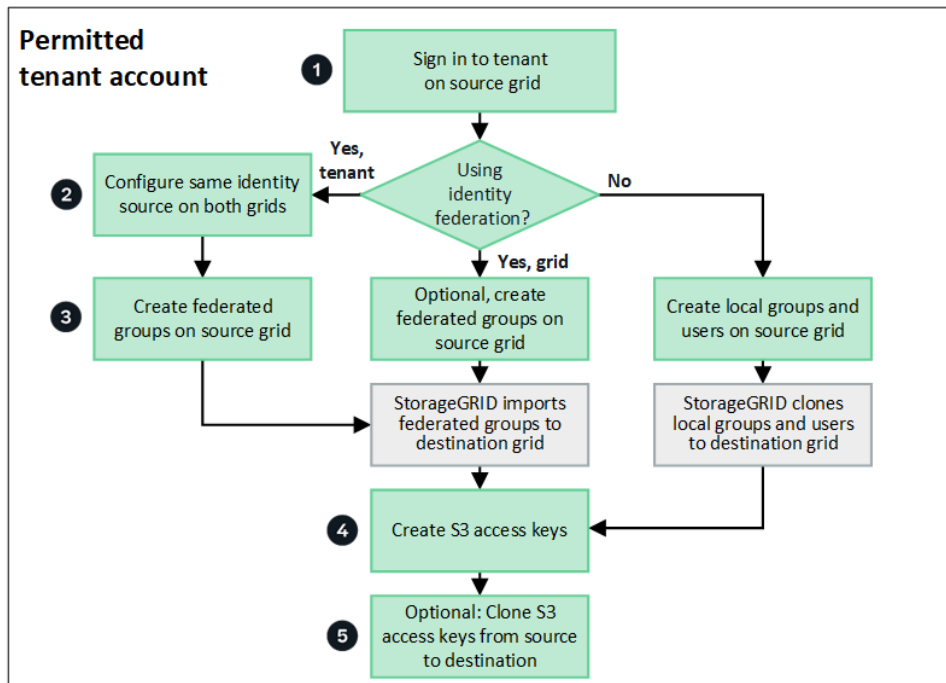 Permitted
tenant account
1
Sign in to tenant
on source grid
Yes,
tenant
Using
identity
federation?
No
2
Configure same identity
source on both grids
Yes, grid
3
Create federated
groups on source grid
Optional, create
federated groups on
source grid
Create local groups and
users on source grid
StorageGRID imports
federated groups to
destination grid
StorageGRID clones
local groups and users
to destination grid
4
Create S3 access keys
5
Optional: Clone S3
access keys from source
to destination